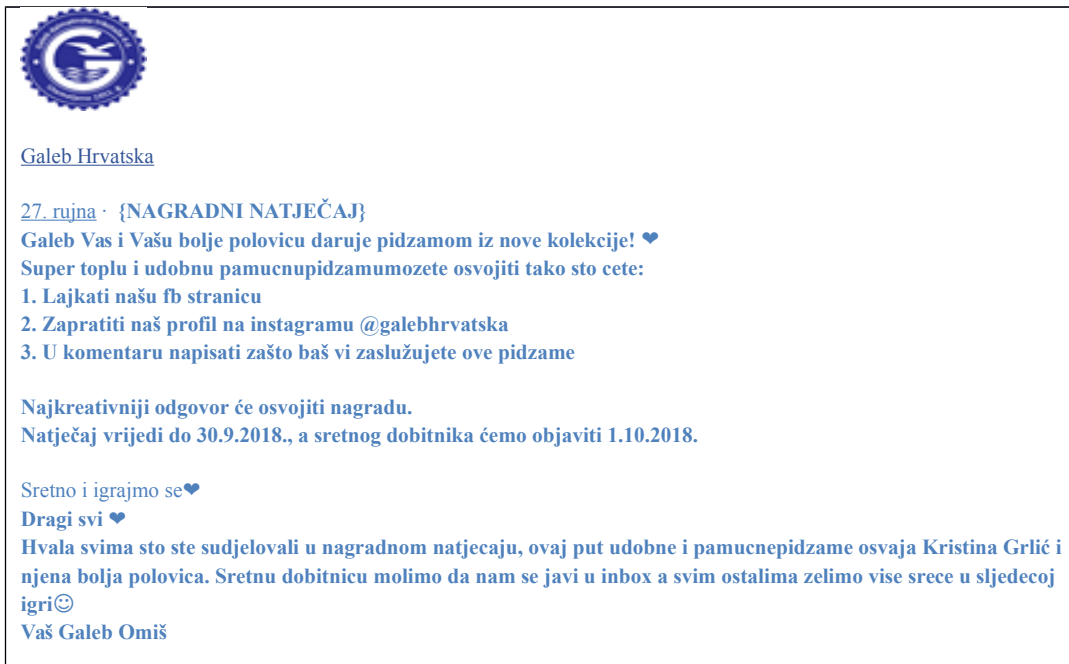 G
Galeb Hrvatska
27. rujna · {NAGRADNI NATJEČAJ}
Galeb Vas i Vašu bolje polovicu daruje pidzamom iz nove kolekcije! ❤
Super toplu i udobnu pamucnupidzamumozete osvojiti tako sto cete:
1. Lajkati našu fb stranicu
2. Zapratiti naš profil na instagramu @galebhrvatska
3. U komentaru napisati zašto baš vi zaslužujete ove pidzame
Najkreativniji odgovor će osvojiti nagradu.
Natječaj vrijedi do 30.9.2018., a sretnog dobitnika ćemo objaviti 1.10.2018.
Sretno i igrajmo se❤
Dragi svi ❤
Hvala svima sto ste sudjelovali u nagradnom natjecaju, ovaj put udobne i pamucnepidzame osvaja Kristina Grlić i
njena bolja polovica. Sretnu dobitnicu molimo da nam se javi u inbox a svim ostalima zelimo vise srece u sljedecoj
igri☺
Vaš Galeb Omiš